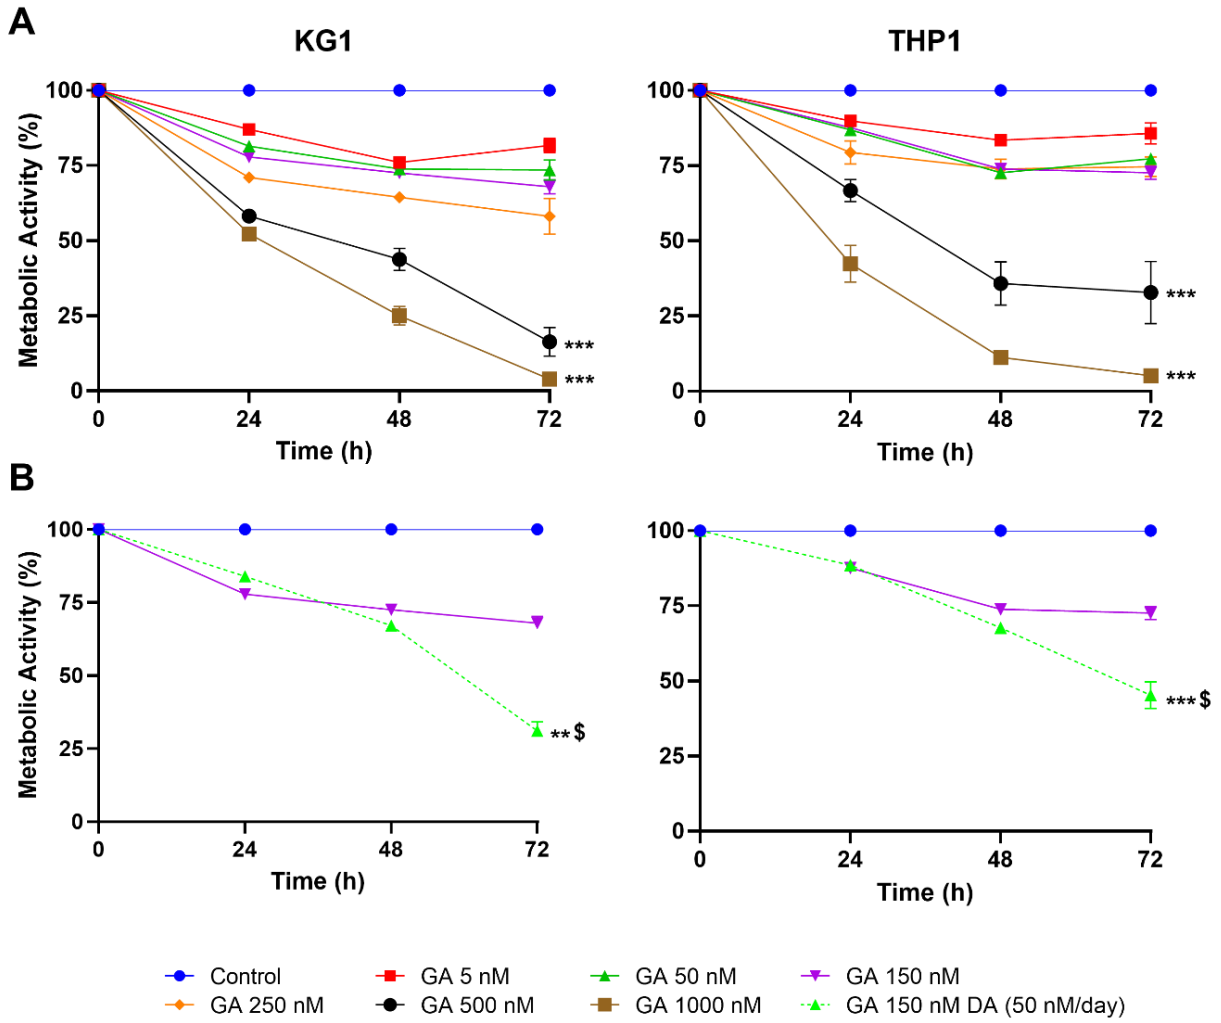 A
KG1
THP1
Metabolic Activity (%)
100
75
50
25
0
***
***
0 24 48 72
Time (h)
100
75
50
25
0
***
***
0 24 48 72
Time (h)
B
Metabolic Activity (%)
100
75
50
25
0
**$
0 24 48 72
Time (h)
100
75
50
25
0
***$
0 24 48 72
Time (h)
Control GA 5 nM GA 50 nM GA 150 nM
GA 250 nM GA 500 nM GA 1000 nM GA 150 nM DA (50 nM/day)